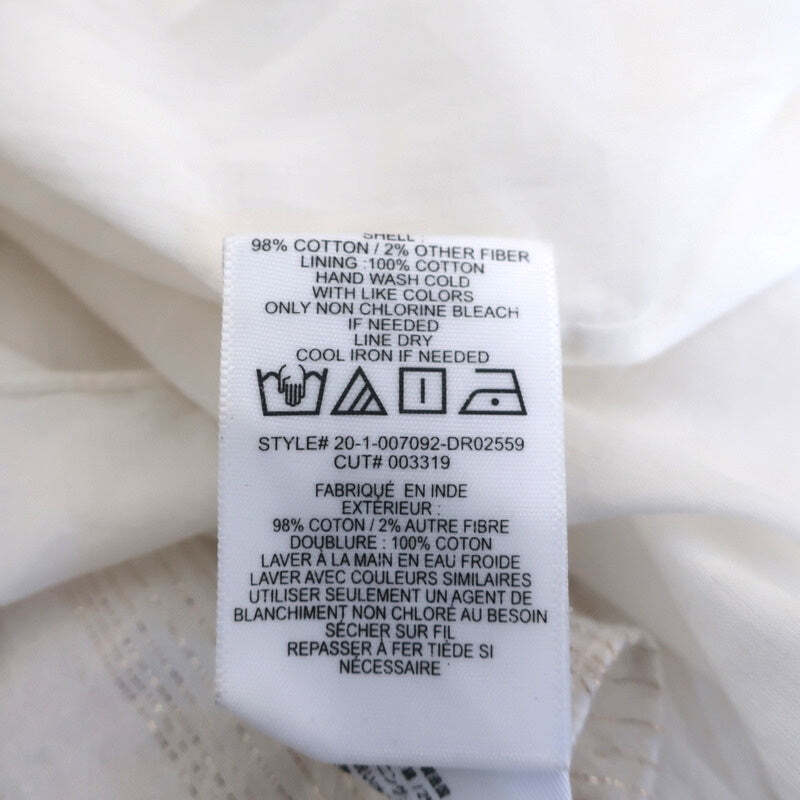 SHELL :
98% COTTON / 2% OTHER FIBER
LINING :100% COTTON
HAND WASH COLD
WITH LIKE COLORS
ONLY NON CHLORINE BLEACH
IF NEEDED
LINE DRY
COOL IRON IF NEEDED
STYLE# 20-1-007092-DR02559
CUT# 003319
FABRIQUÉ EN INDE
EXTÉRIEUR :
98% COTON / 2% AUTRE FIBRE
DOUBLURE : 100% COTON
LAVER À LA MAIN EN EAU FROIDE
LAVER AVEC COULEURS SIMILAIRES
UTILISER SEULEMENT UN AGENT DE
BLANCHIMENT NON CHLORÉ AU BESOIN
SÉCHER SUR FIL
REPASSER À FER TIÉDE SI
NÉCESSAIRE